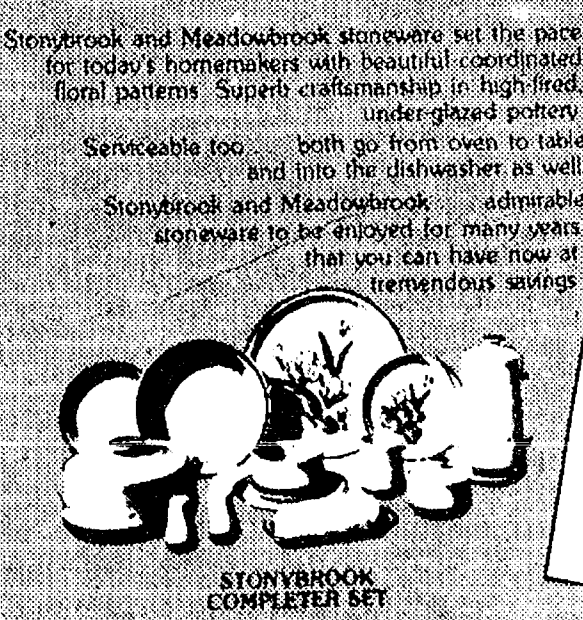 Stonybrook and Meadowbrook stoneware set the pace
for today's homemakers with beautiful coordinated
floral patterns. Superb craftsmanship in high-fired,
under-glazed pottery.
Serviceable too... both go from oven to table
and into the dishwasher as well.
Stonybrook and Meadowbrook... admirable
stoneware to be enjoyed for many years
that you can have now at
tremendous savings.
STONYBROOK
COMPLETER SET